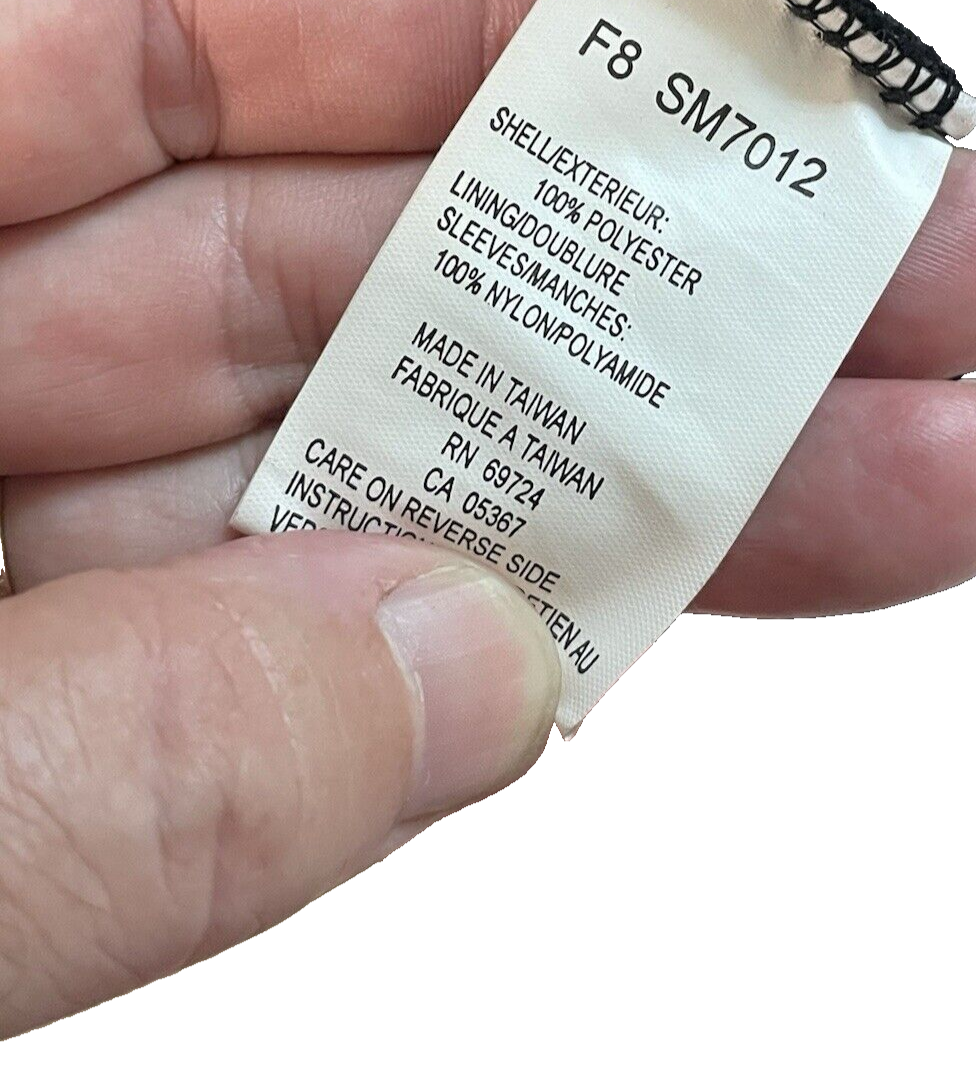 F8 SM7012
SHELL/EXTERIEUR:
100% POLYESTER
LINING/DOUBLURE
SLEEVES/MANCHES:
100% NYLON/POLYAMIDE
MADE IN TAIWAN
FABRIQUE A TAIWAN
RN 69724
CA 05367
CARE ON REVERSE SIDE
AU